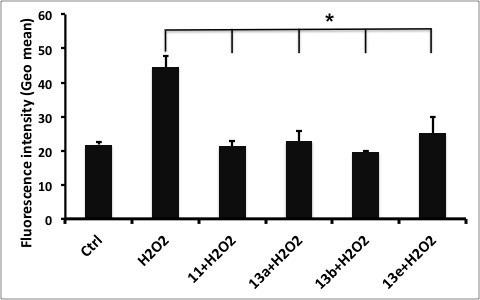 60
50
40
30
20
10
0
Fluorescence intensity (Geo mean)
*
Ctrl
H2O2
11+H2O2
13a+H2O2
13b+H2O2
13e+H2O2